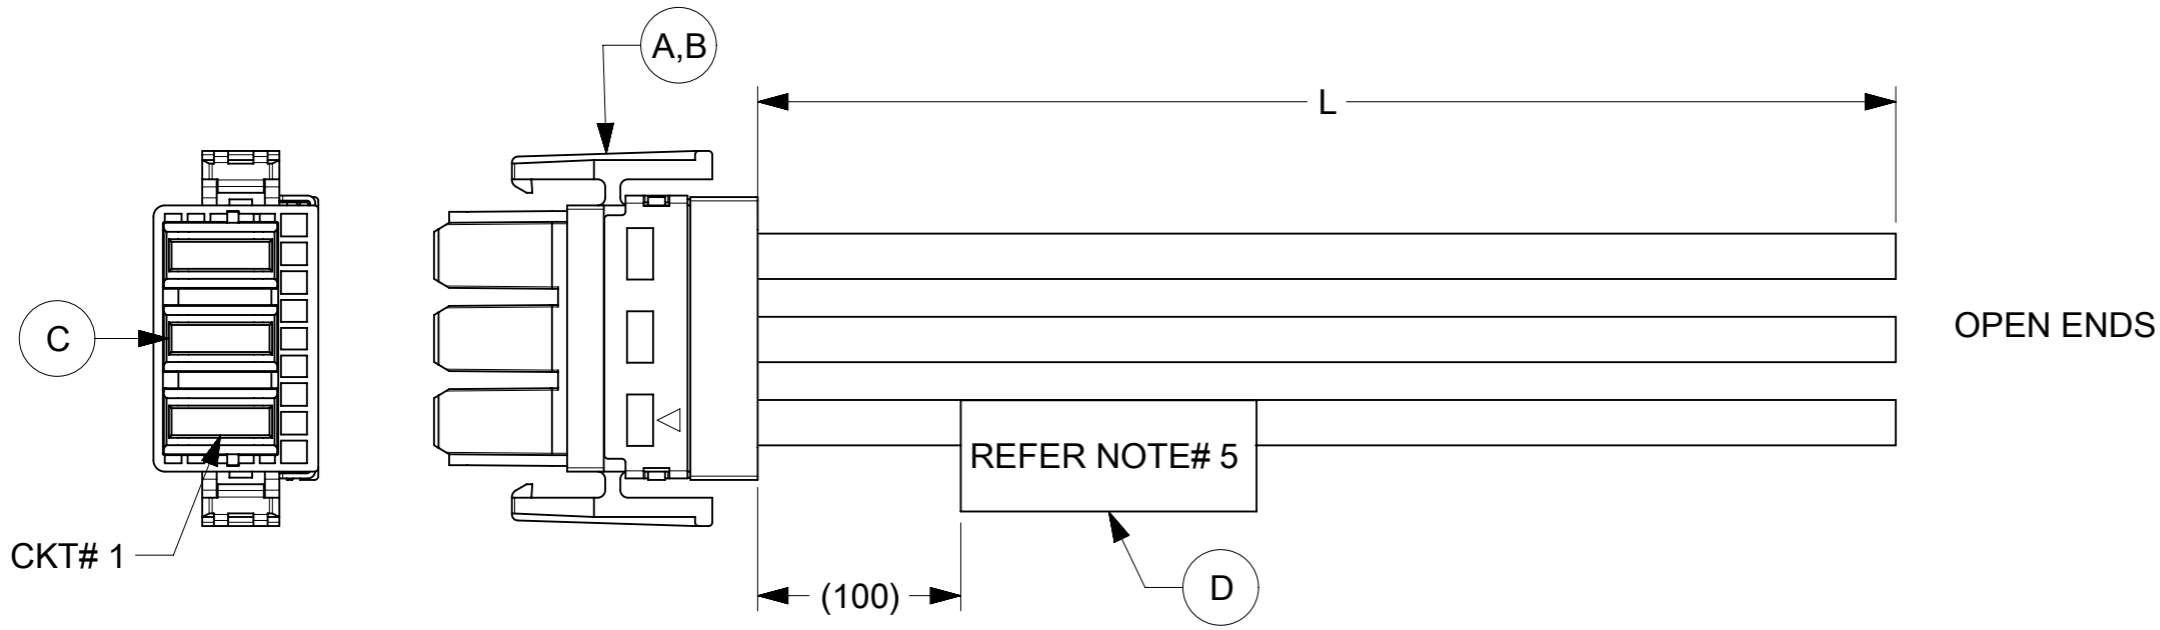 A,B
L
C
OPEN ENDS
REFER NOTE# 5
CKT# 1
(100)
D